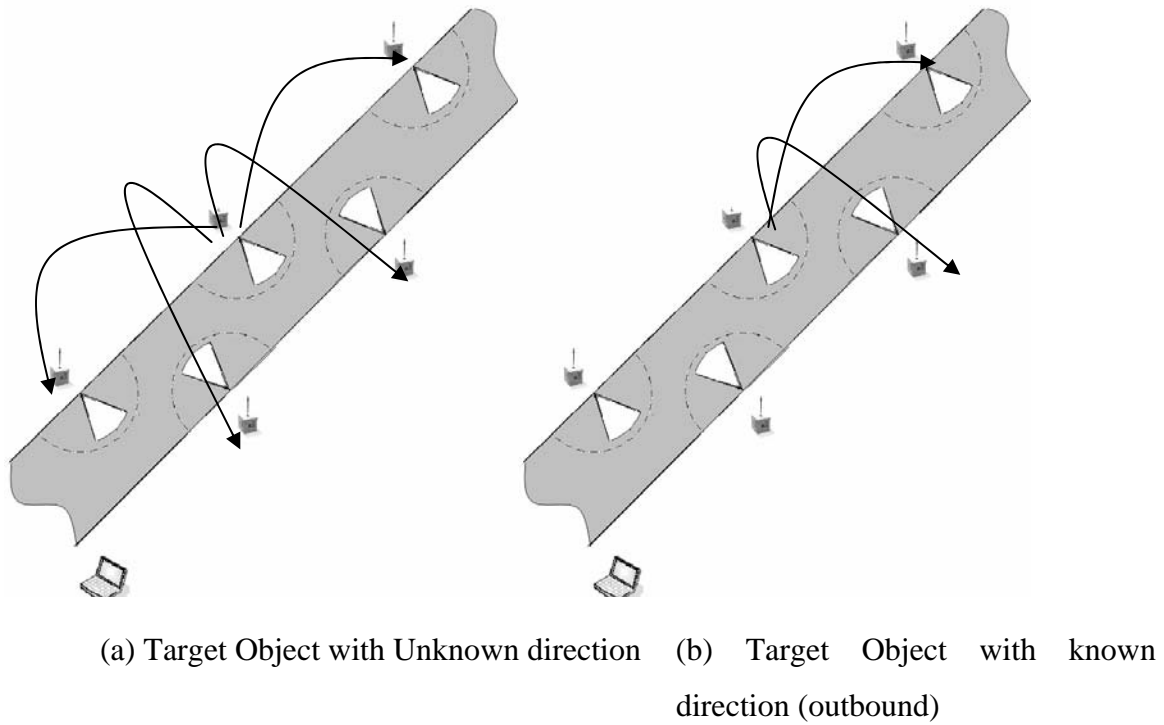 (a) Target Object with Unknown direction
(b) Target Object with known
direction (outbound)